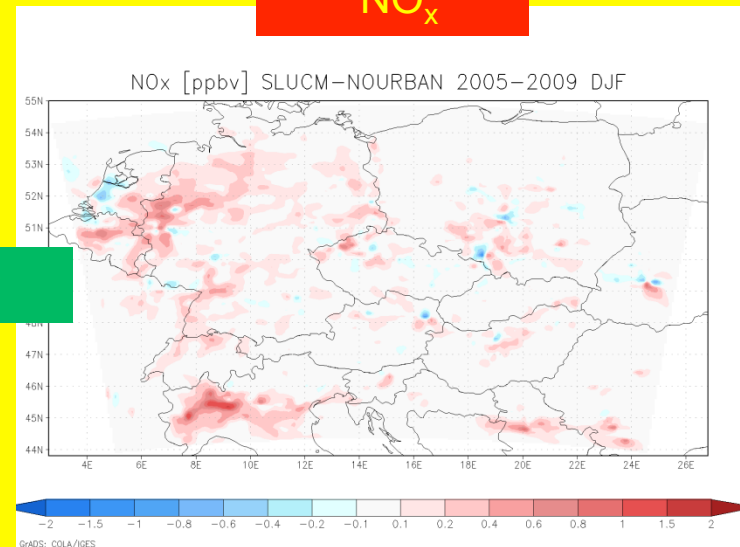 NOx
NOx [ppbv] SLUCM−NOURBAN 2005−2009 DJF
55N
54N
53N
52N
51N
48N
47N
46N
45N
44N
4E 6E 8E 10E 12E 14E 16E 18E 20E 22E 24E 26E
−2 −1.5 −1 −0.8 −0.6 −0.4 −0.2 −0.1 0.1 0.2 0.4 0.6 0.8 1 1.5 2
GrADS: COLA/IGES